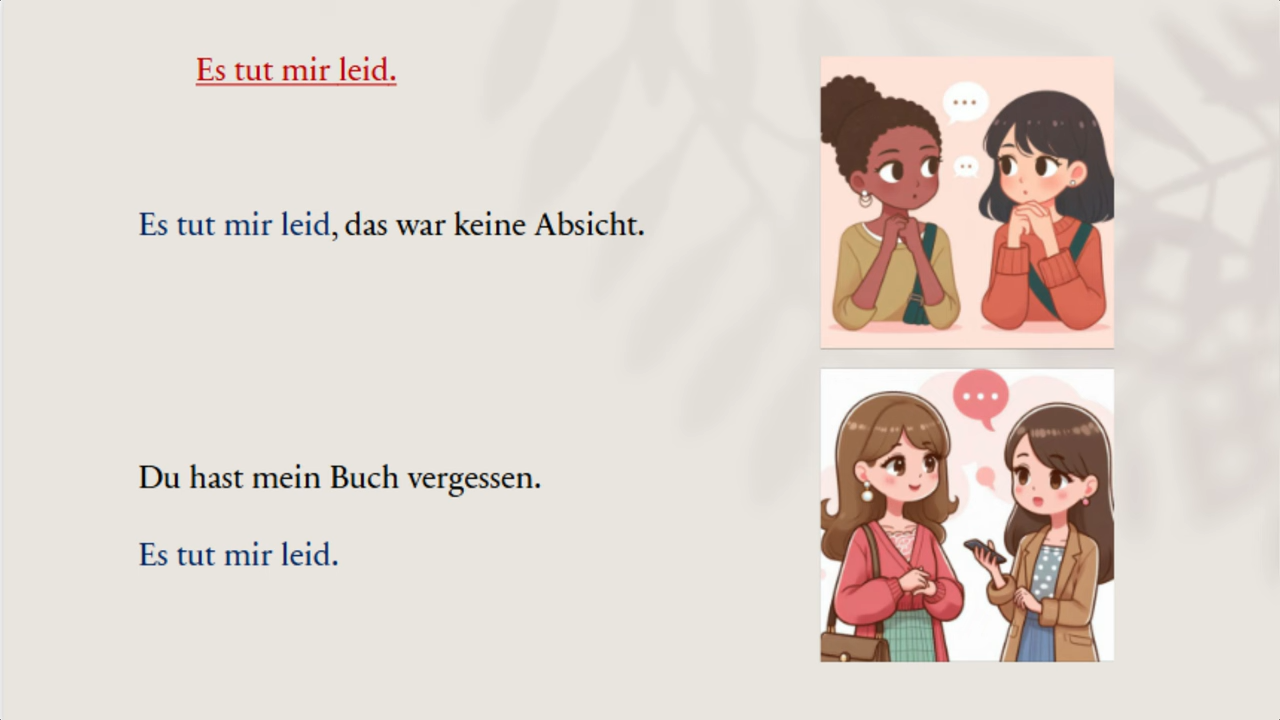 Es tut mir leid.
Es tut mir leid, das war keine Absicht.
Du hast mein Buch vergessen.
Es tut mir leid.